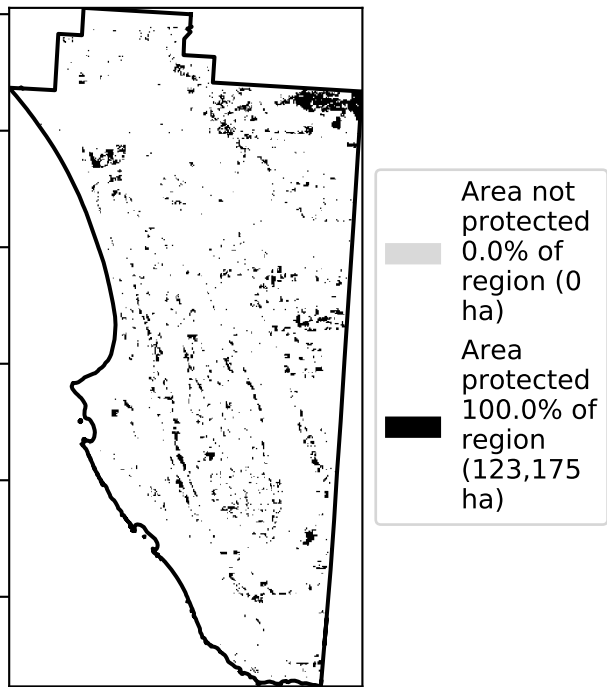 Area not
protected
0.0% of
region (0
ha)
Area
protected
100.0% of
region
(123,175
ha)